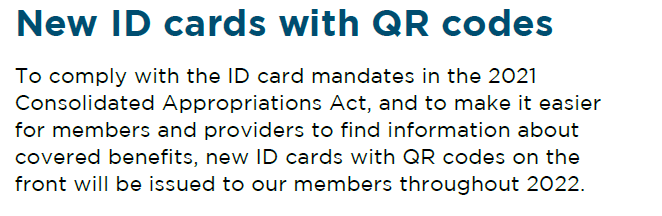 New ID cards with QR codes
To comply with the ID card mandates in the 2021
Consolidated Appropriations Act, and to make it easier
for members and providers to find information about
covered benefits, new ID cards with QR codes on the
front will be issued to our members throughout 2022.